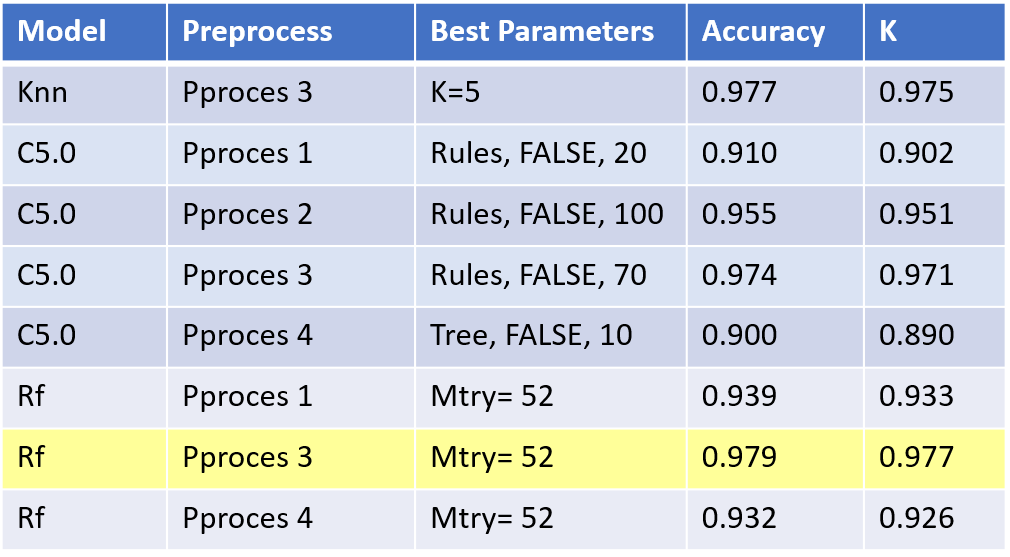 Model Preprocess Best Parameters Accuracy K
Knn Pproces 3 K=5 0.977 0.975
C5.0 Pproces 1 Rules, FALSE, 20 0.910 0.902
C5.0 Pproces 2 Rules, FALSE, 100 0.955 0.951
C5.0 Pproces 3 Rules, FALSE, 70 0.974 0.971
C5.0 Pproces 4 Tree, FALSE, 10 0.900 0.890
Rf Pproces 1 Mtry= 52 0.939 0.933
Rf Pproces 3 Mtry= 52 0.979 0.977
Rf Pproces 4 Mtry= 52 0.932 0.926